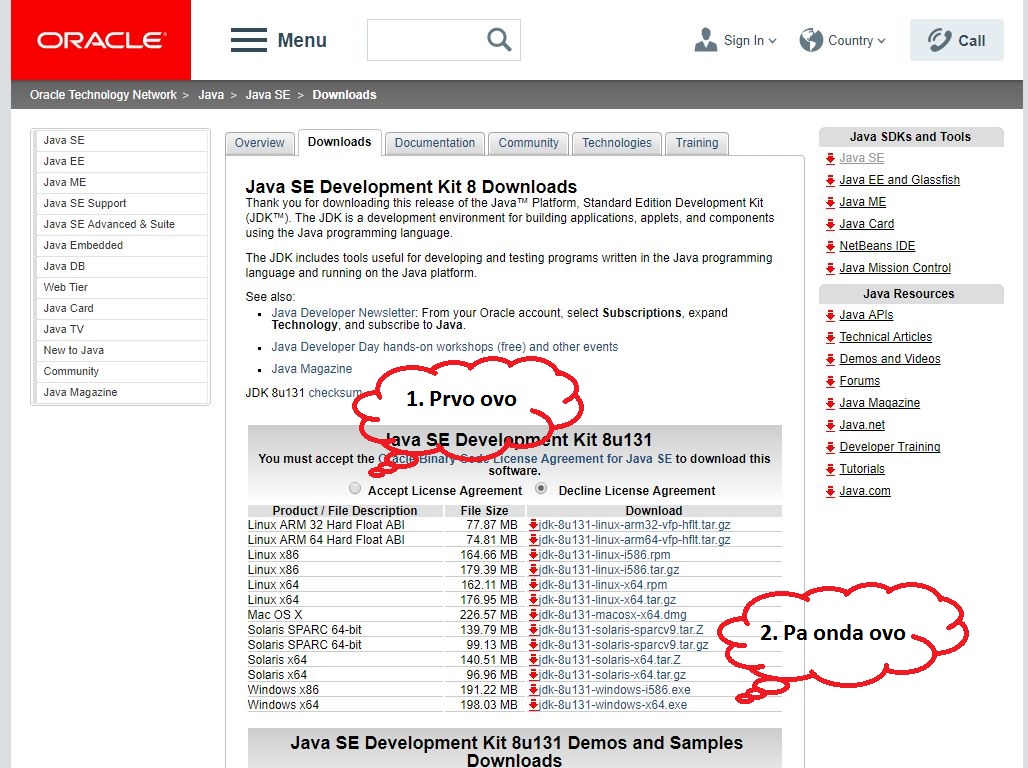 ORACLE
Menu
Sign In
Country
Call
Oracle Technology Network > Java > Java SE > Downloads
Java SE
Java EE
Java ME
Java SE Support
Java SE Advanced & Suite
Java Embedded
Java DB
Web Tier
Java Card
Java TV
New to Java
Community
Java Magazine
Overview Downloads Documentation Community Technologies Training
Java SE Development Kit 8 Downloads
Thank you for downloading this release of the Java™ Platform, Standard Edition Development Kit
(JDK™). The JDK is a development environment for building applications, applets, and components
using the Java programming language.
The JDK includes tools useful for developing and testing programs written in the Java programming
language and running on the Java platform.
See also:
Java Developer Newsletter: From your Oracle account, select Subscriptions, expand
Technology, and subscribe to Java.
Java Developer Day hands-on workshops (free) and other events
Java Magazine
JDK 8u131 checksum
1. Prvo ovo
Java SE Development Kit 8u131
You must accept the Oracle Binary Code License Agreement for Java SE to download this
software.
Accept License Agreement Decline License Agreement
Product / File Description File Size Download
Linux ARM 32 Hard Float ABI 77.87 MB jdk-8u131-linux-arm32-vfp-hflt.tar.gz
Linux ARM 64 Hard Float ABI 74.81 MB jdk-8u131-linux-arm64-vfp-hflt.tar.gz
Linux x86 164.66 MB jdk-8u131-linux-i586.rpm
Linux x86 179.39 MB jdk-8u131-linux-i586.tar.gz
Linux x64 162.11 MB jdk-8u131-linux-x64.rpm
Linux x64 176.95 MB jdk-8u131-linux-x64.tar.gz
Mac OS X 226.57 MB jdk-8u131-macosx-x64.dmg
Solaris SPARC 64-bit 139.79 MB jdk-8u131-solaris-sparcv9.tar.Z
Solaris SPARC 64-bit 99.13 MB jdk-8u131-solaris-sparcv9.tar.gz
Solaris x64 140.51 MB jdk-8u131-solaris-x64.tar.Z
Solaris x64 96.96 MB jdk-8u131-solaris-x64.tar.gz
Windows x86 191.22 MB jdk-8u131-windows-i586.exe
Windows x64 198.03 MB jdk-8u131-windows-x64.exe
2. Pa onda ovo
Java SE Development Kit 8u131 Demos and Samples
Downloads
Java SDKs and Tools
Java SE
Java EE and Glassfish
Java ME
Java Card
NetBeans IDE
Java Mission Control
Java Resources
Java APIs
Technical Articles
Demos and Videos
Forums
Java Magazine
Java.net
Developer Training
Tutorials
Java.com